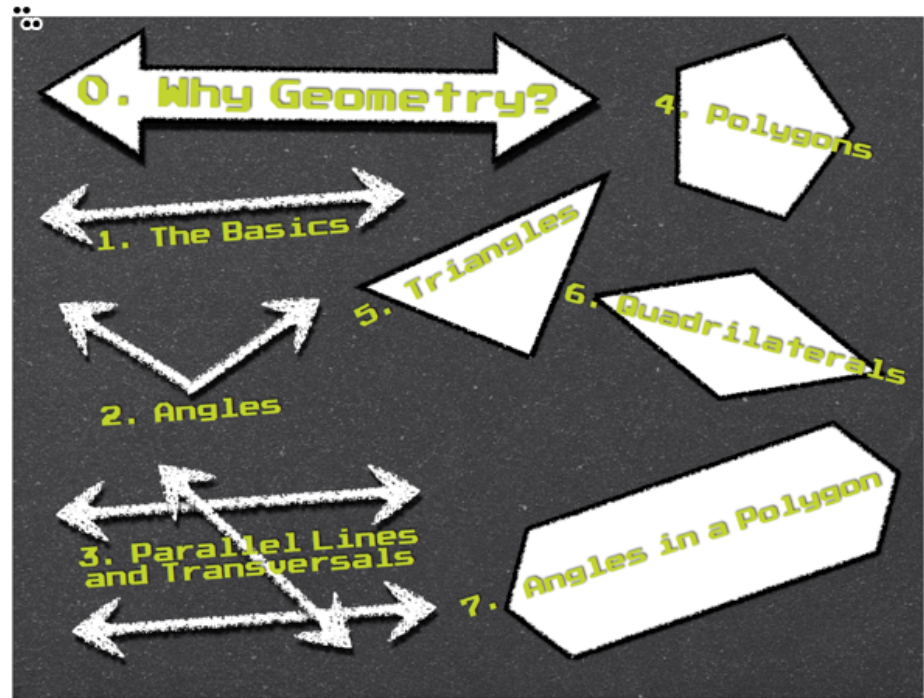 0. Why Geometry?
1. The Basics
2. Angles
3. Parallel Lines
and Transversals
4. Polygons
5. Triangles
6. Quadrilaterals
7. Angles in a Polygon